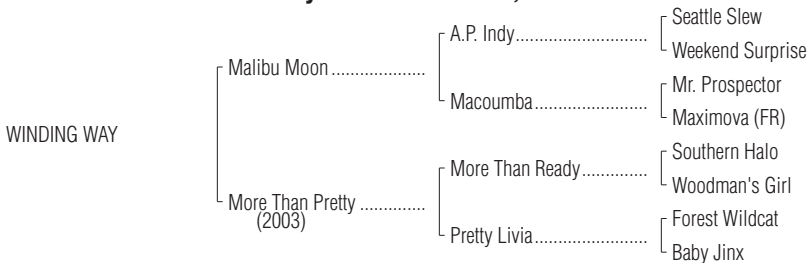 Seattle Slew
A.P. Indy
Weekend Surprise
Malibu Moon
Mr. Prospector
Macoumba
Maximova (FR)
WINDING WAY
Southern Halo
More Than Ready
Woodman's Girl
More Than Pretty
(2003)
Forest Wildcat
Pretty Livia
Baby Jinx